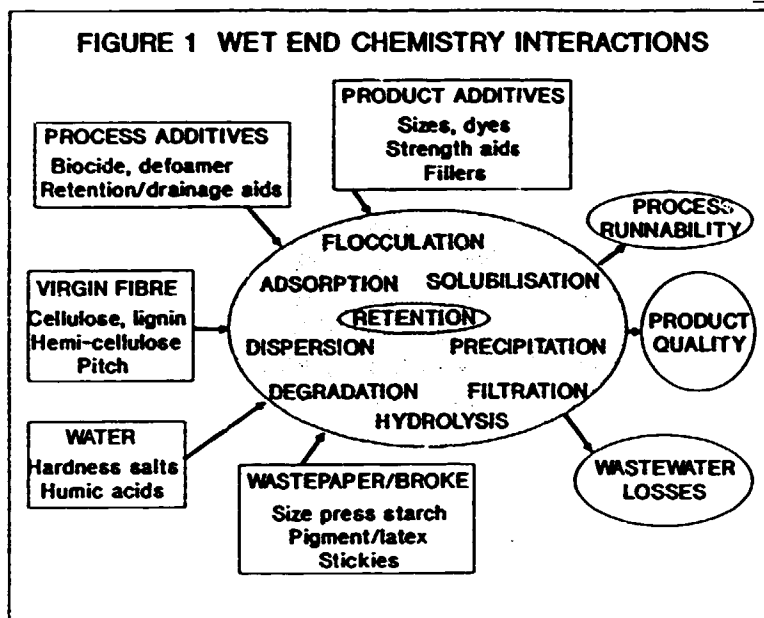 FIGURE 1 WET END CHEMISTRY INTERACTIONS
PRODUCT ADDITIVES
Sizes, dyes
Strength aids
Fillers
PROCESS ADDITIVES
Biocide, defoamer
Retention/drainage aids
PROCESS
RUNNABILITY
FLOCCULATION
ADSORPTION SOLUBILISATION
RETENTION
DISPERSION PRECIPITATION
DEGRADATION FILTRATION
HYDROLYSIS
VIRGIN FIBRE
Cellulose, lignin
Hemi-cellulose
Pitch
PRODUCT
QUALITY
WATER
Hardness salts
Humic acids
WASTEPAPER/BROKE
Size press starch
Pigment/latex
Stickies
WASTEWATER
LOSSES